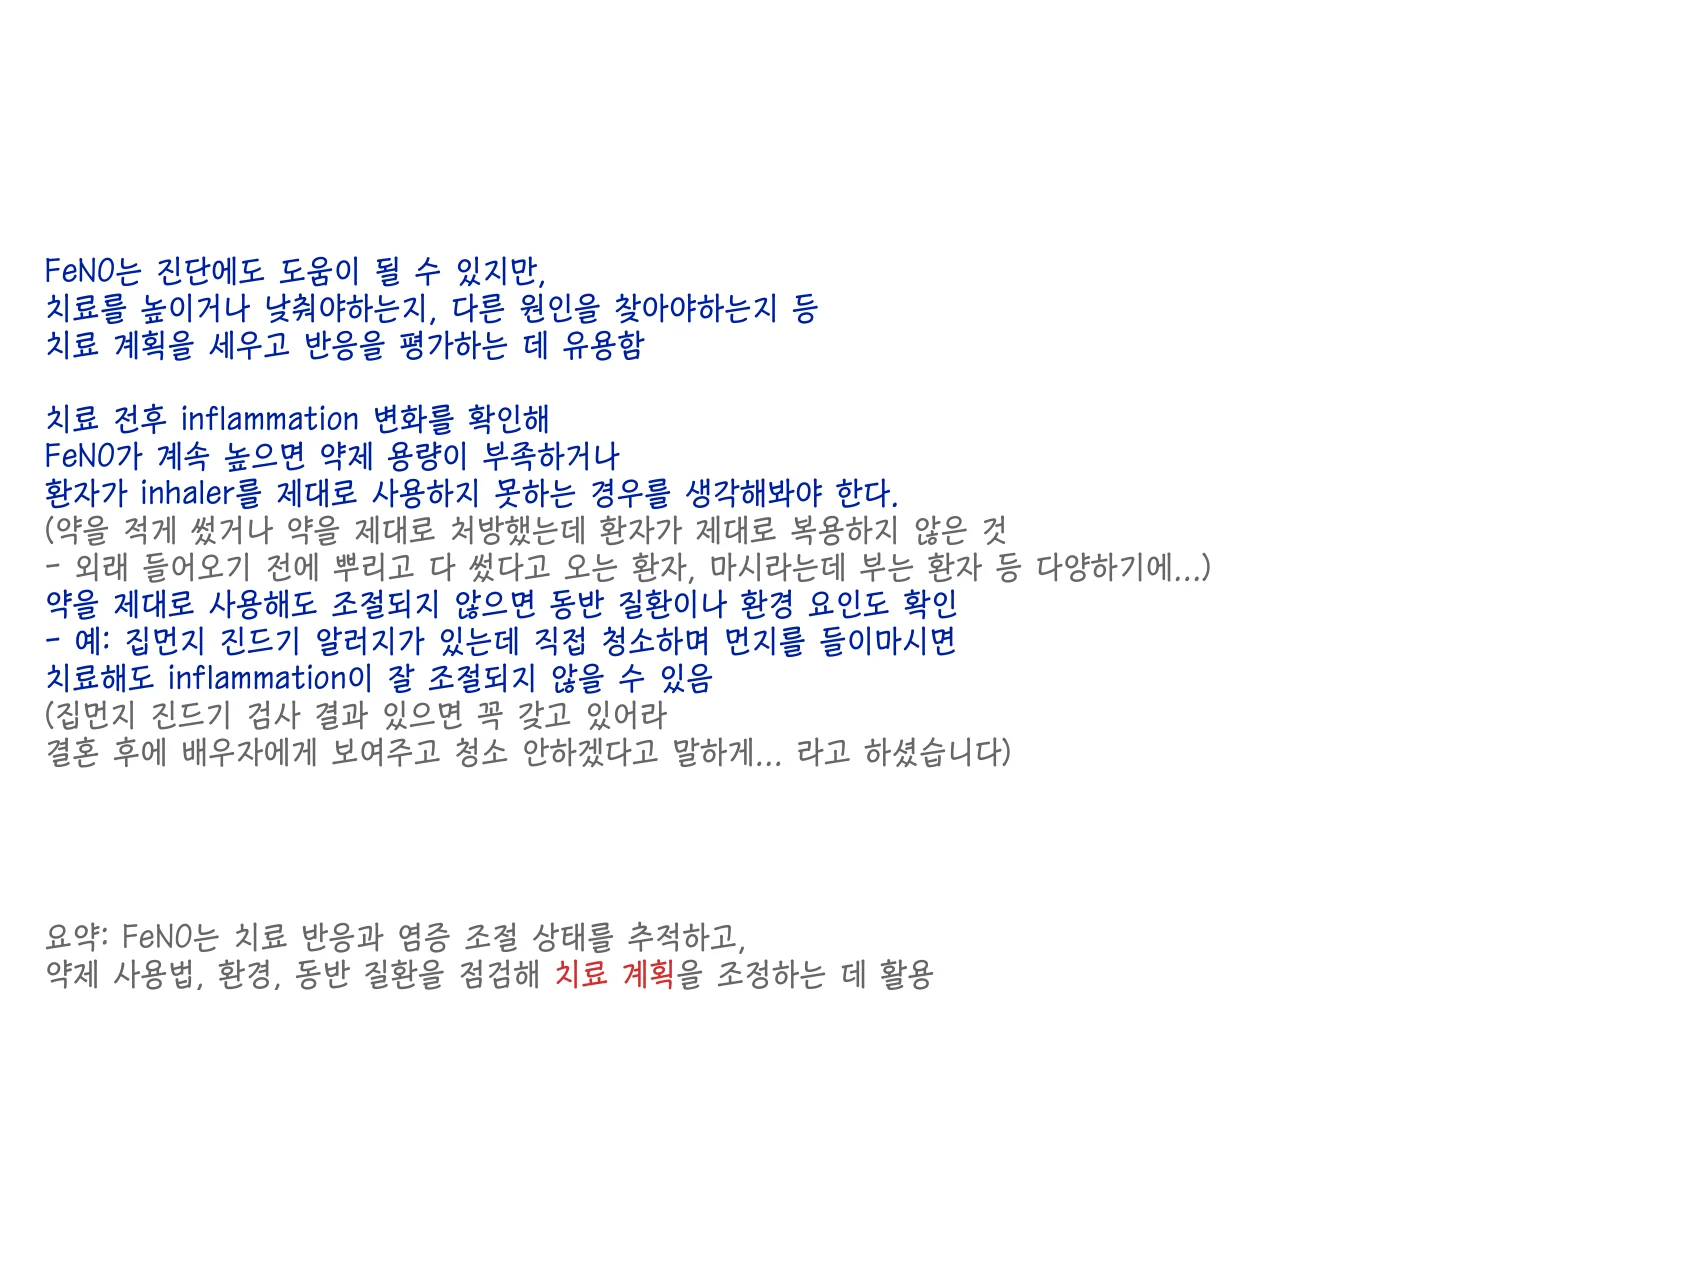 FeNO는 진단에도 도움이 될 수 있지만,
치료를 높이거나 낮춰야하는지, 다른 원인을 찾아야하는지 등
치료 계획을 세우고 반응을 평가하는 데 유용함
치료 전후 inflammation 변화를 확인해
FeNO가 계속 높으면 약제 용량이 부족하거나
환자가 inhaler를 제대로 사용하지 못하는 경우를 생각해봐야 한다.
(약을 적게 썼거나 약을 제대로 처방했는데 환자가 제대로 복용하지 않은 것
- 외래 들어오기 전에 뿌리고 다 썼다고 오는 환자, 마시라는데 부는 환자 등 다양하기에...)
약을 제대로 사용해도 조절되지 않으면 동반 질환이나 환경 요인도 확인
- 예: 집먼지 진드기 알러지가 있는데 직접 청소하며 먼지를 들이마시면
치료해도 inflammation이 잘 조절되지 않을 수 있음
(집먼지 진드기 검사 결과 있으면 꼭 갖고 있어라
결혼 후에 배우자에게 보여주고 청소 안하겠다고 말하게... 라고 하셨습니다)
요약: FeNO는 치료 반응과 염증 조절 상태를 추적하고,
약제 사용법, 환경, 동반 질환을 점검해 치료 계획을 조정하는 데 활용